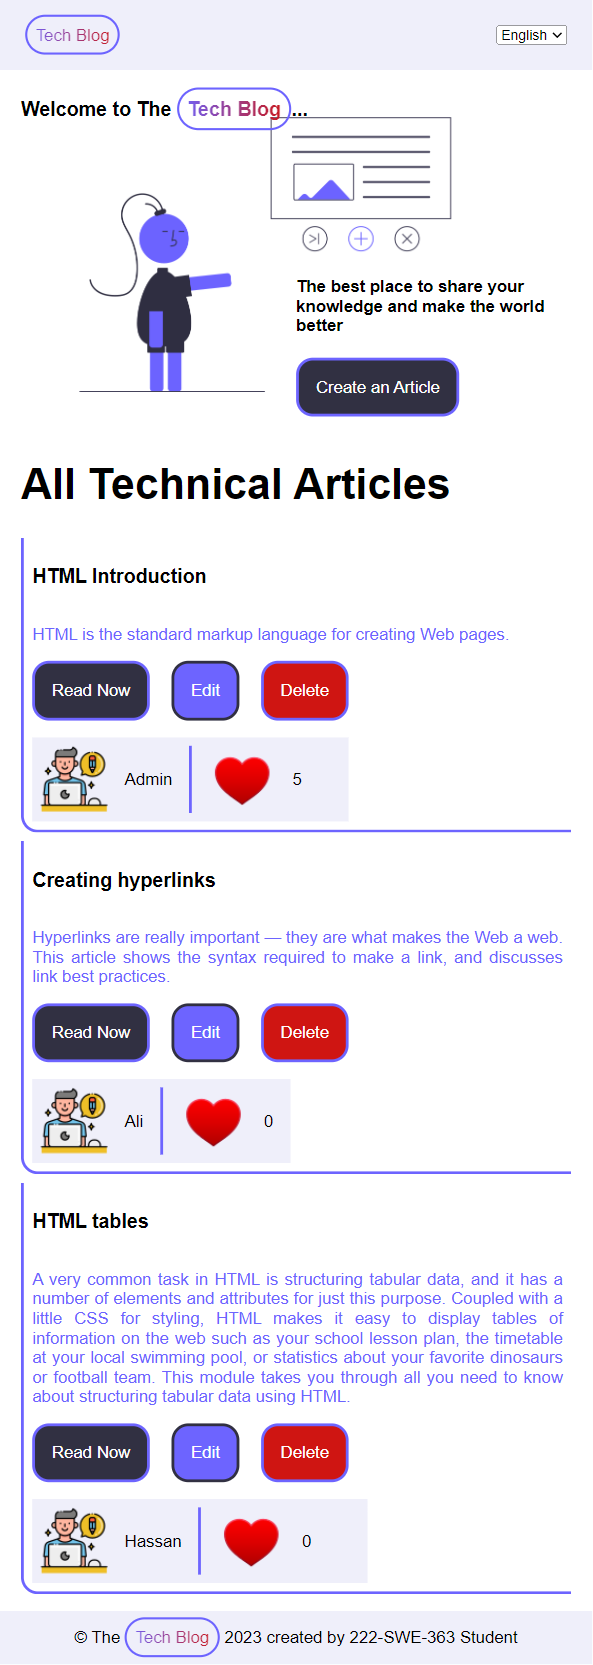 Tech Blog
English
Welcome to The Tech Blog ...
The best place to share your
knowledge and make the world
better
Create an Article
All Technical Articles
HTML Introduction
HTML is the standard markup language for creating Web pages.
Read Now Edit Delete
Admin 5
Creating hyperlinks
Hyperlinks are really important — they are what makes the Web a web.
This article shows the syntax required to make a link, and discusses
link best practices.
Read Now Edit Delete
Ali 0
HTML tables
A very common task in HTML is structuring tabular data, and it has a
number of elements and attributes for just this purpose. Coupled with a
little CSS for styling, HTML makes it easy to display tables of
information on the web such as your school lesson plan, the timetable
at your local swimming pool, or statistics about your favorite dinosaurs
or football team. This module takes you through all you need to know
about structuring tabular data using HTML.
Read Now Edit Delete
Hassan 0
© The Tech Blog 2023 created by 222-SWE-363 Student